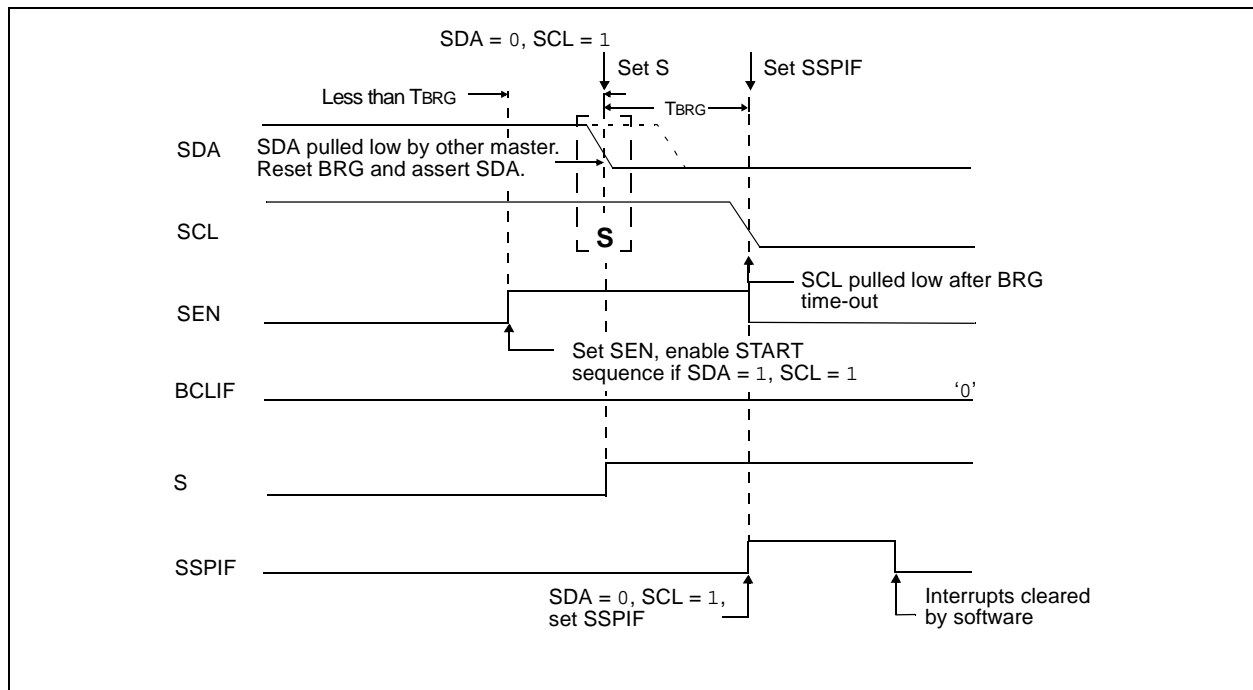 SDA = 0, SCL = 1
Set S
Set SSPIF
Less than TBRG
TBRG
SDA
SDA pulled low by other master.
Reset BRG and assert SDA.
SCL
S
SCL pulled low after BRG
time-out
SEN
Set SEN, enable START
sequence if SDA = 1, SCL = 1
BCLIF
‘0’
S
SSPIF
SDA = 0, SCL = 1,
set SSPIF
Interrupts cleared
by software